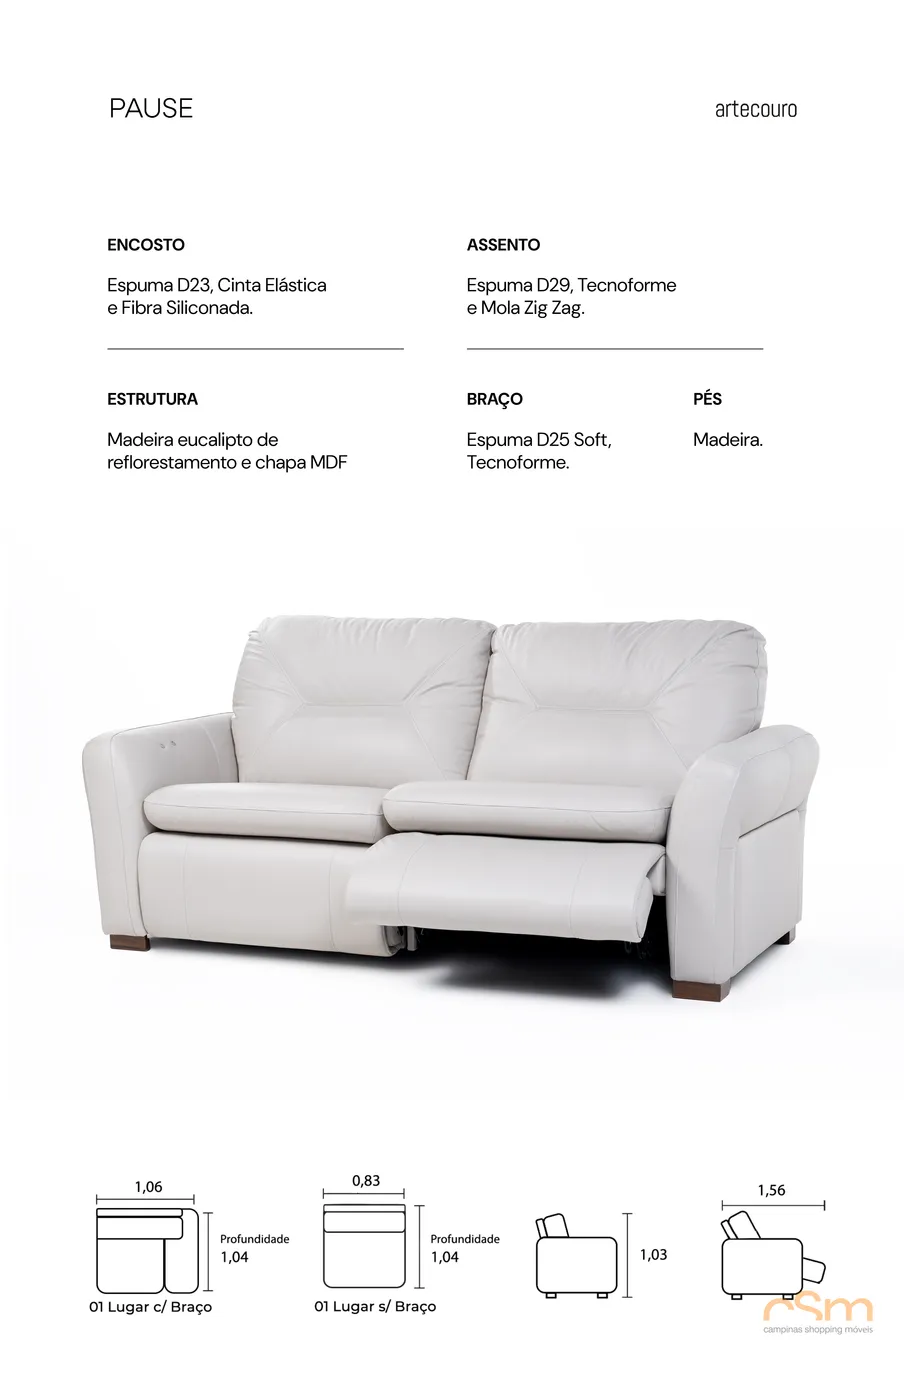 PAUSE
artecouro
ENCOSTO
Espuma D23, Cinta Elástica
e Fibra Siliconada.
ASSENTO
Espuma D29, Tecnoforme
e Mola Zig Zag.
ESTRUTURA
Madeira eucalipto de
reflorestamento e chapa MDF
BRAÇO
Espuma D25 Soft,
Tecnoforme.
PÉS
Madeira.
1,06
Profundidade
1,04
01 Lugar c/ Braço
0,83
Profundidade
1,04
01 Lugar s/ Braço
1,03
1,56
csm
campinas shopping móveis